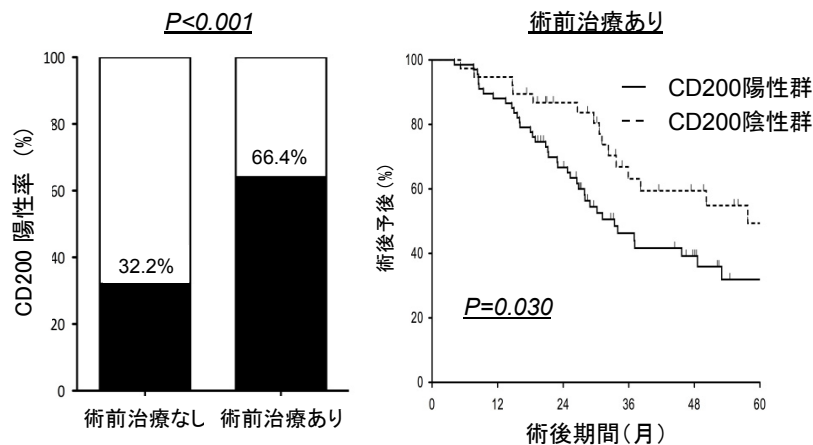 P<0.001
CD200 陽性率 (%)
100
80
60
40
20
0
66.4%
32.2%
術前治療なし 術前治療あり
術前治療あり
術後予後(%)
100
80
60
40
20
0
CD200陽性群
CD200陰性群
P=0.030
0 12 24 36 48 60
術後期間(月)